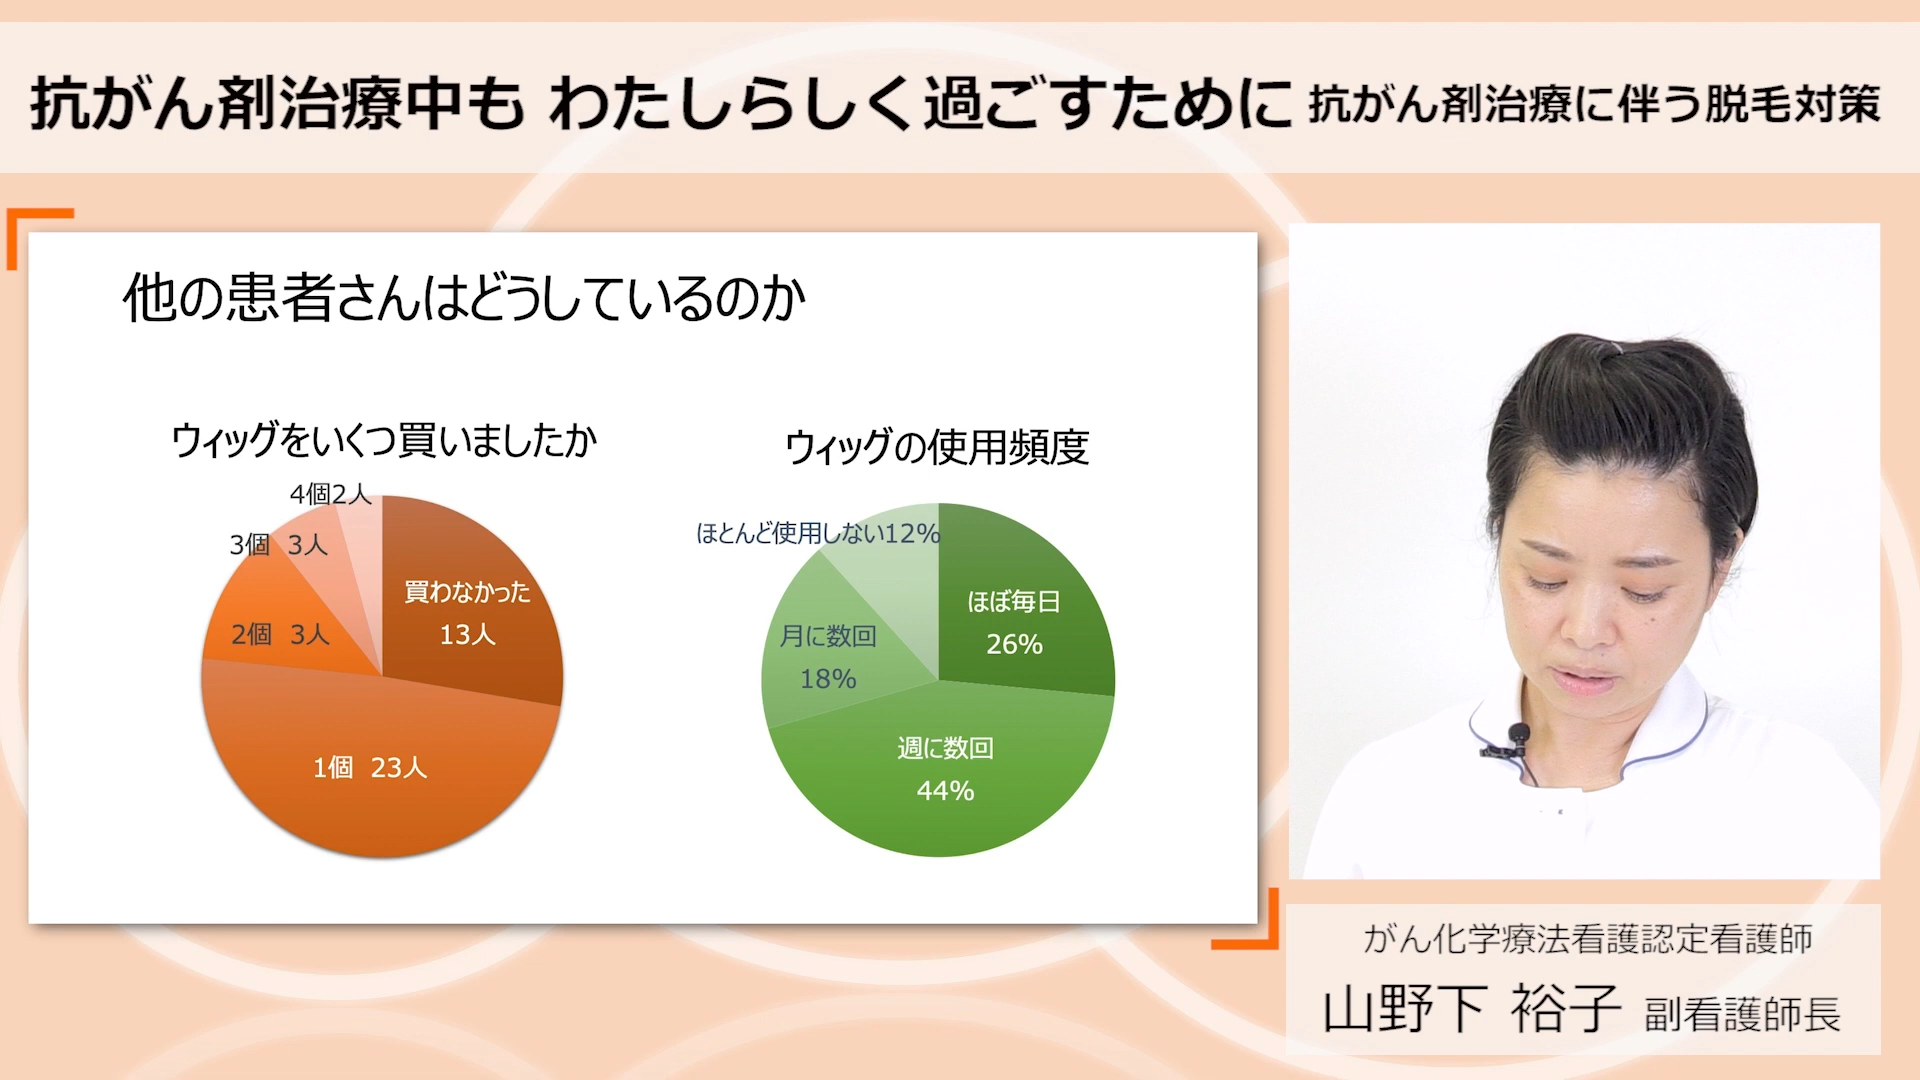 抗がん剤治療中も わたしらしく過ごすために 抗がん剤治療に伴う脱毛対策
他の患者さんはどうしているのか
ウィッグをいくつ買いましたか
4個2人
3個 3人
2個 3人
買わなかった
13人
1個 23人
ウィッグの使用頻度
ほとんど使用しない12%
ほぼ毎日
26%
月に数回
18%
週に数回
44%
がん化学療法看護認定看護師
山野下 裕子 副看護師長